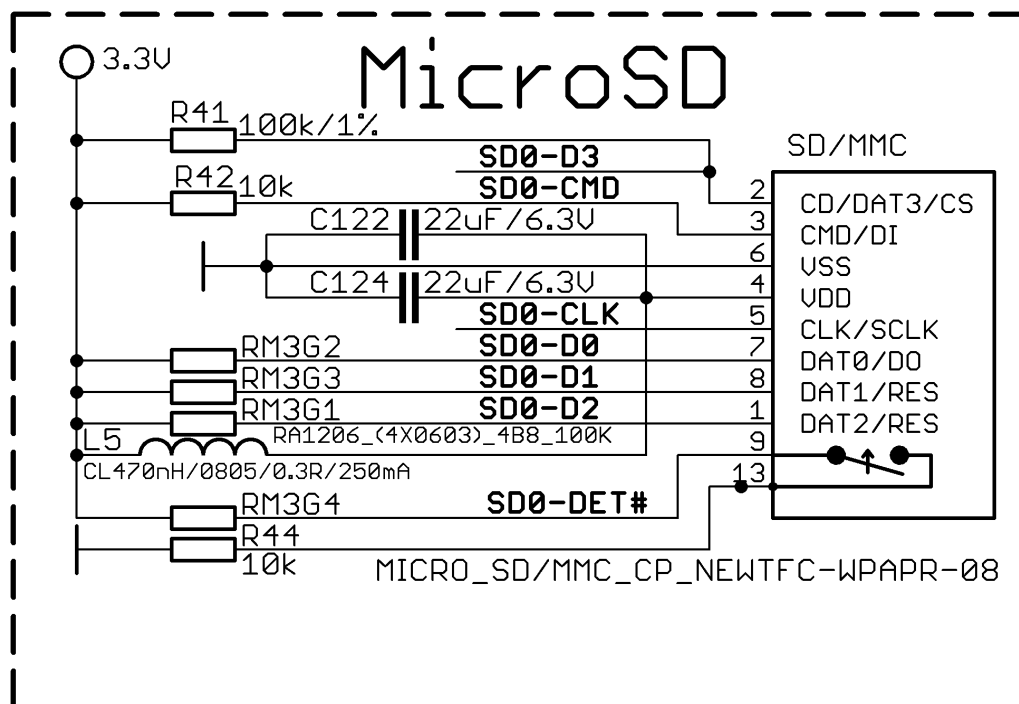 MicroSD
3.3V
R41
100k/1%
SD0-D3
R42
10k
SD0-CMD
C122
22uF/6.3V
C124
22uF/6.3V
SD0-CLK
RM3G2
SD0-D0
RM3G3
SD0-D1
RM3G1
SD0-D2
RA1206_(4X0603)_4B8_100K
L5
CL470nH/0805/0.3R/250mA
RM3G4
SD0-DET#
R44
10k
SD/MMC
2 CD/DAT3/CS
3 CMD/DI
6 VSS
4 VDD
5 CLK/SCLK
7 DAT0/DO
8 DAT1/RES
1 DAT2/RES
9
13
MICRO_SD/MMC_CP_NEWTFC-WPAPR-08